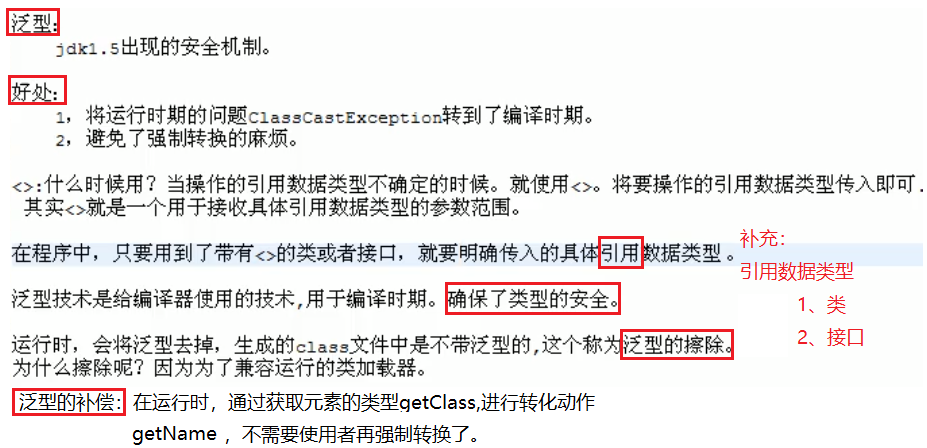 泛型:
jdk1.5出现的安全机制。
好处:
1，将运行时期的问题ClassCastException转到了编译时期。
2，避免了强制转换的麻烦。
<>:什么时候用？当操作的引用数据类型不确定的时候。就使用<>。将要操作的引用数据类型传入即可.
其实<>就是一个用于接收具体引用数据类型的参数范围。
在程序中，只要用到了带有<>的类或者接口，就要明确传入的具体引用数据类型 。
补充：
引用数据类型
1、类
2、接口
泛型技术是给编译器使用的技术,用于编译时期。确保了类型的安全。
运行时，会将泛型去掉，生成的class文件中是不带泛型的,这个称为泛型的擦除。
为什么擦除呢？因为为了兼容运行的类加载器。
泛型的补偿：在运行时，通过获取元素的类型getClass,进行转化动作
getName ，不需要使用者再强制转换了。